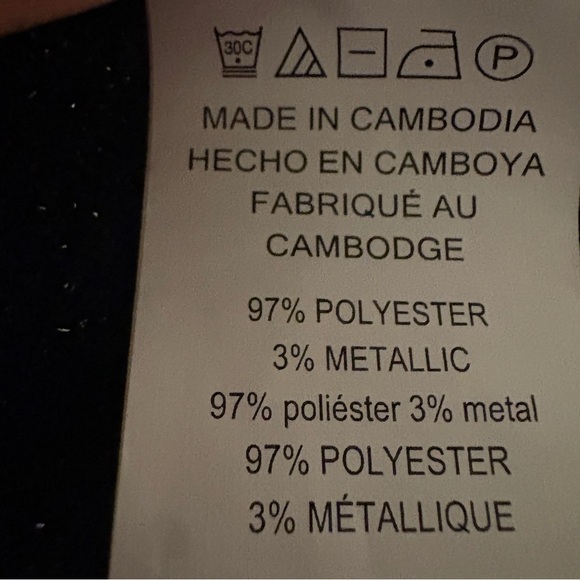 30C P
MADE IN CAMBODIA
HECHO EN CAMBOYA
FABRIQUÉ AU
CAMBODGE
97% POLYESTER
3% METALLIC
97% poliéster 3% metal
97% POLYESTER
3% MÉTALLIQUE